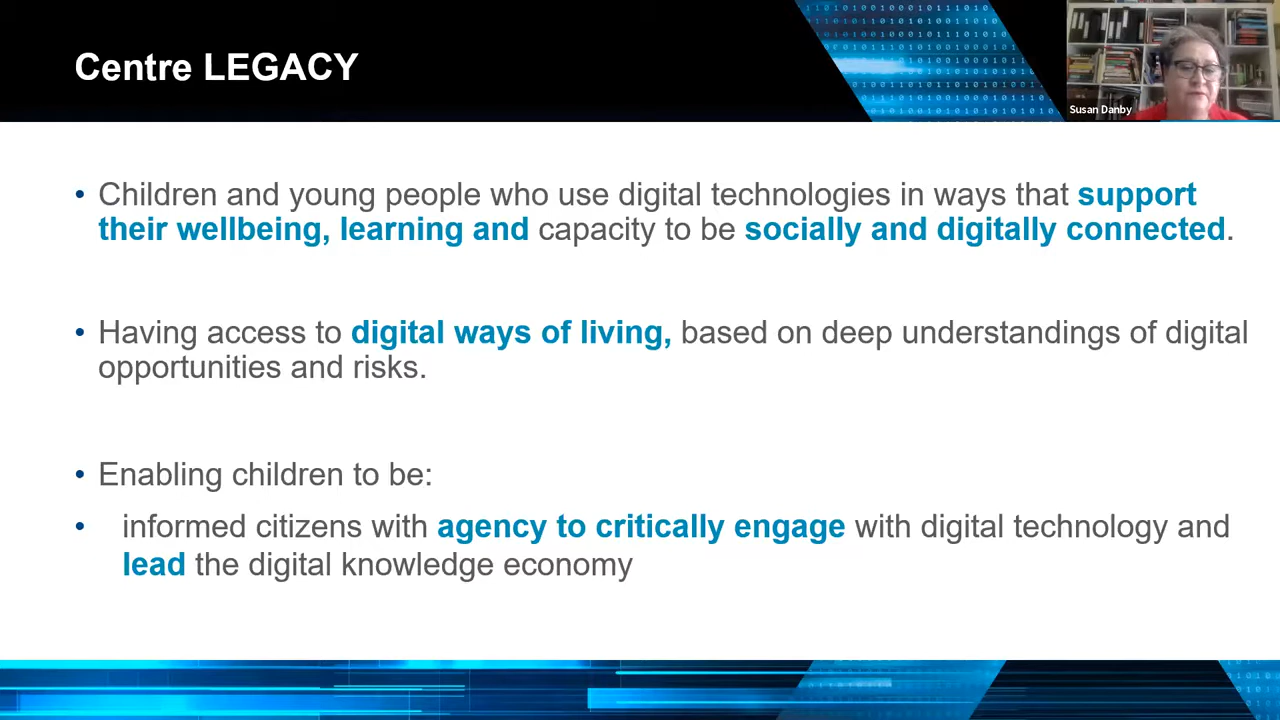 Centre LEGACY
Susan Danby
• Children and young people who use digital technologies in ways that support
their wellbeing, learning and capacity to be socially and digitally connected.
• Having access to digital ways of living, based on deep understandings of digital
opportunities and risks.
• Enabling children to be:
• informed citizens with agency to critically engage with digital technology and
lead the digital knowledge economy